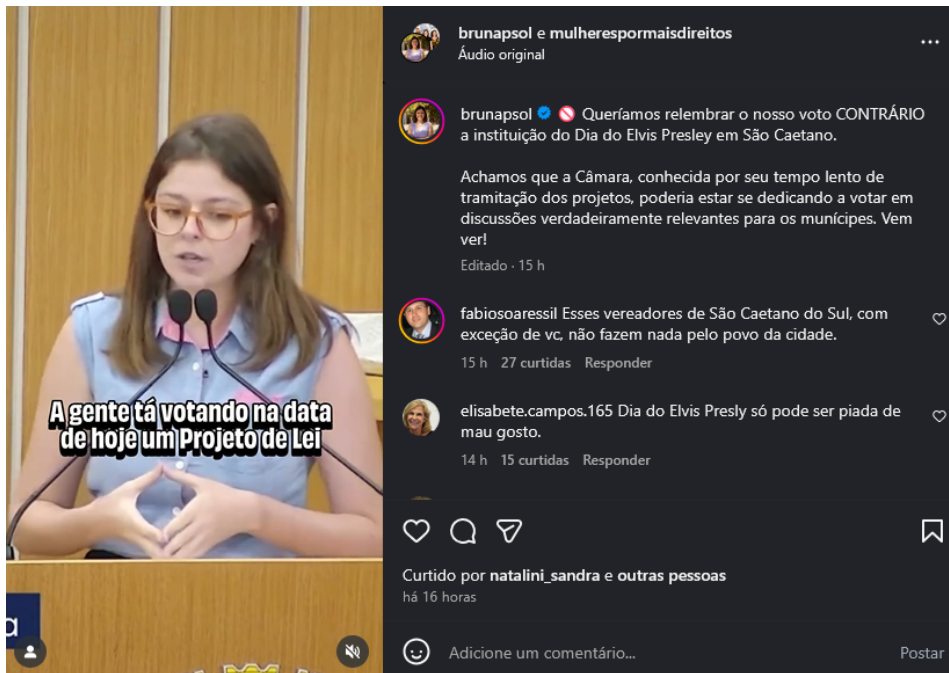 brunapsol e mulherespormaisdireitos
Áudio original
brunapsol 🚫 Queríamos relembrar o nosso voto CONTRÁRIO
a instituição do Dia do Elvis Presley em São Caetano.
Achamos que a Câmara, conhecida por seu tempo lento de
tramitação dos projetos, poderia estar se dedicando a votar em
discussões verdadeiramente relevantes para os munícipes. Vem
ver!
Editado · 15 h
fabiosoaressil Esses vereadores de São Caetano do Sul, com
exceção de vc, não fazem nada pelo povo da cidade.
15 h 27 curtidas Responder
elisabete.campos.165 Dia do Elvis Presly só pode ser piada de
mau gosto.
14 h 15 curtidas Responder
A gente tá votando na data
de hoje um Projeto de Lei
a
Curtido por natalini_sandra e outras pessoas
há 16 horas
Adicione um comentário...
Postar